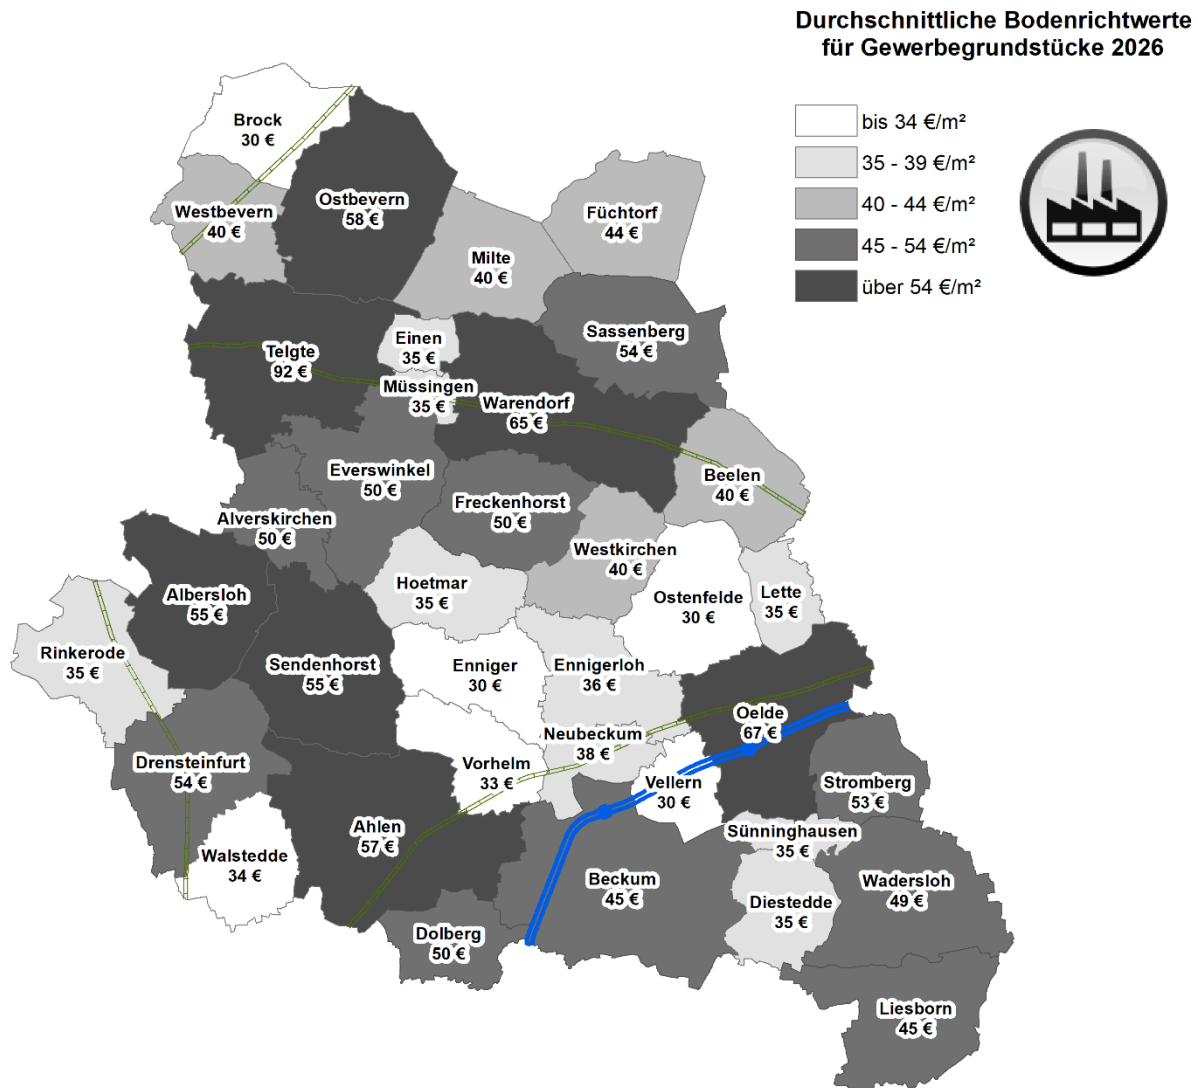 Durchschnittliche Bodenrichtwerte
für Gewerbegrundstücke 2026
bis 34 €/m²
35 - 39 €/m²
40 - 44 €/m²
45 - 54 €/m²
über 54 €/m²
Brock
30 €
Westbevern
40 €
Ostbevern
58 €
Milte
40 €
Füchtorf
44 €
Sassenberg
54 €
Telgte
92 €
Einen
35 €
Müssingen
35 €
Warendorf
65 €
Beelen
40 €
Everswinkel
50 €
Freckenhorst
50 €
Alverskirchen
50 €
Westkirchen
40 €
Hoetmar
35 €
Ostenfelde
30 €
Lette
35 €
Albersloh
55 €
Rinkerode
35 €
Sendenhorst
55 €
Enniger
30 €
Ennigerloh
36 €
Neubeckum
38 €
Oelde
67 €
Drensteinfurt
54 €
Vorhelm
33 €
Vellern
30 €
Stromberg
53 €
Ahlen
57 €
Sünninghausen
35 €
Walstedde
34 €
Beckum
45 €
Diestedde
35 €
Wadersloh
49 €
Dolberg
50 €
Liesborn
45 €